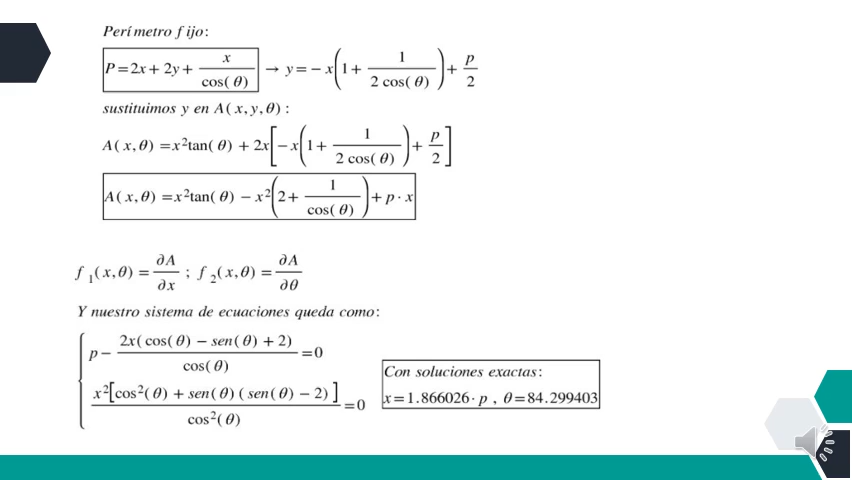 Perímetro fijo:
P=2x+2y+ x/cos(θ) → y=−x(1+ 1/(2 cos(θ)))+ p/2
sustituimos y en A(x,y,θ):
A(x,θ)=x²tan(θ)+2x[−x(1+ 1/(2 cos(θ)))+ p/2]
A(x,θ)=x²tan(θ)−x²(2+ 1/cos(θ))+p·x
f₁(x,θ)= ∂A/∂x ; f₂(x,θ)= ∂A/∂θ
Y nuestro sistema de ecuaciones queda como:
{ p− 2x(cos(θ)−sen(θ)+2)/cos(θ) =0
x²[cos²(θ)+sen(θ)(sen(θ)−2)]/cos²(θ) =0
Con soluciones exactas:
x=1.866026·p , θ=84.299403